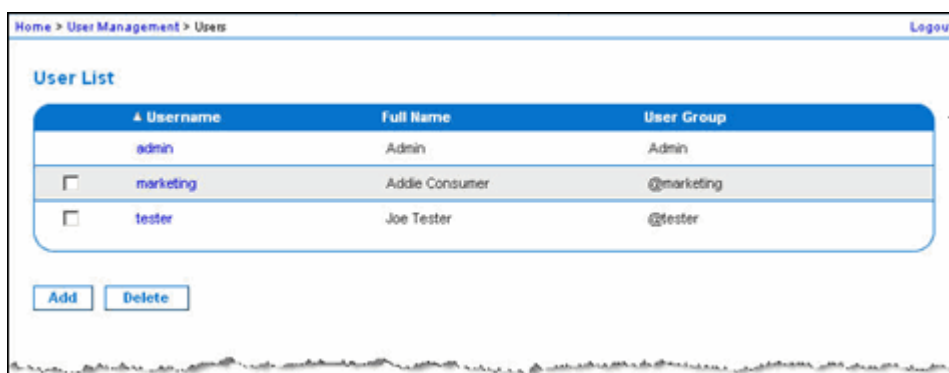 Home > User Management > Users
Logou
User List
▲ Username Full Name User Group
admin Admin Admin
marketing Addie Consumer @marketing
tester Joe Tester @tester
Add Delete